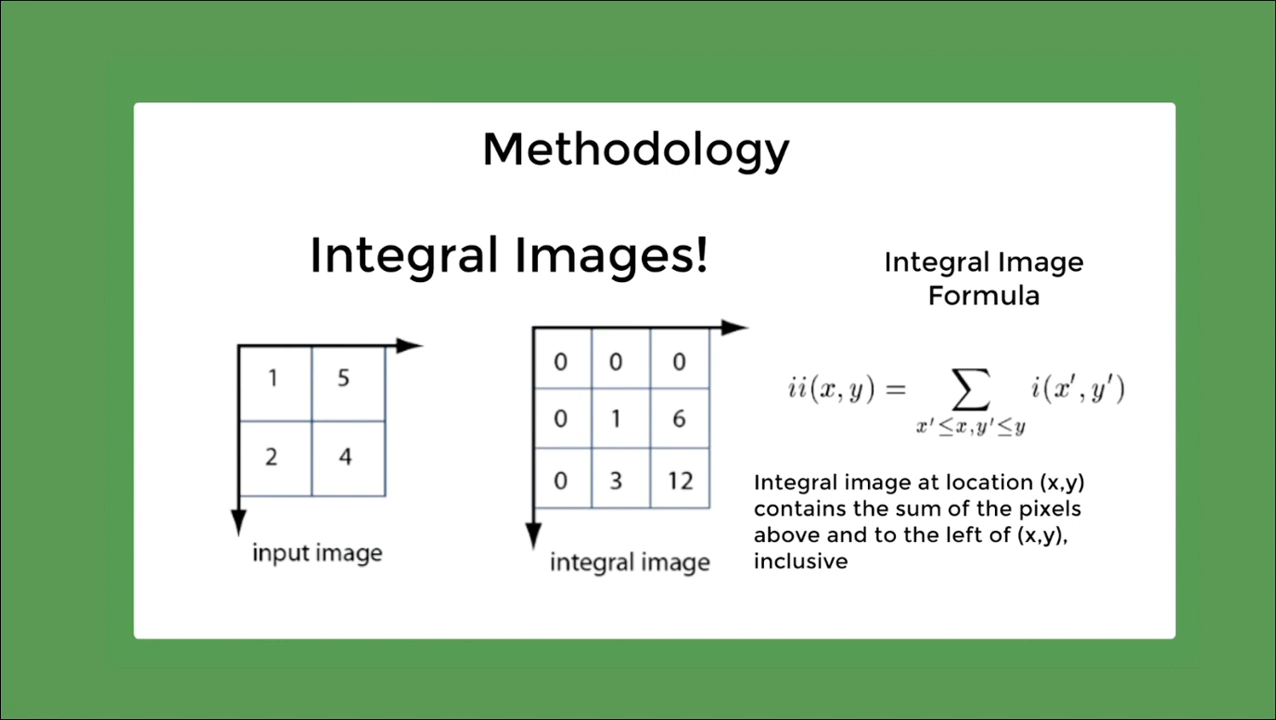 Methodology
Integral Images!
1 5
2 4
input image
0 0 0
0 1 6
0 3 12
integral image
Integral Image
Formula
ii(x, y) = ∑ i(x′, y′)
x′≤x,y′≤y
Integral image at location (x,y)
contains the sum of the pixels
above and to the left of (x,y),
inclusive